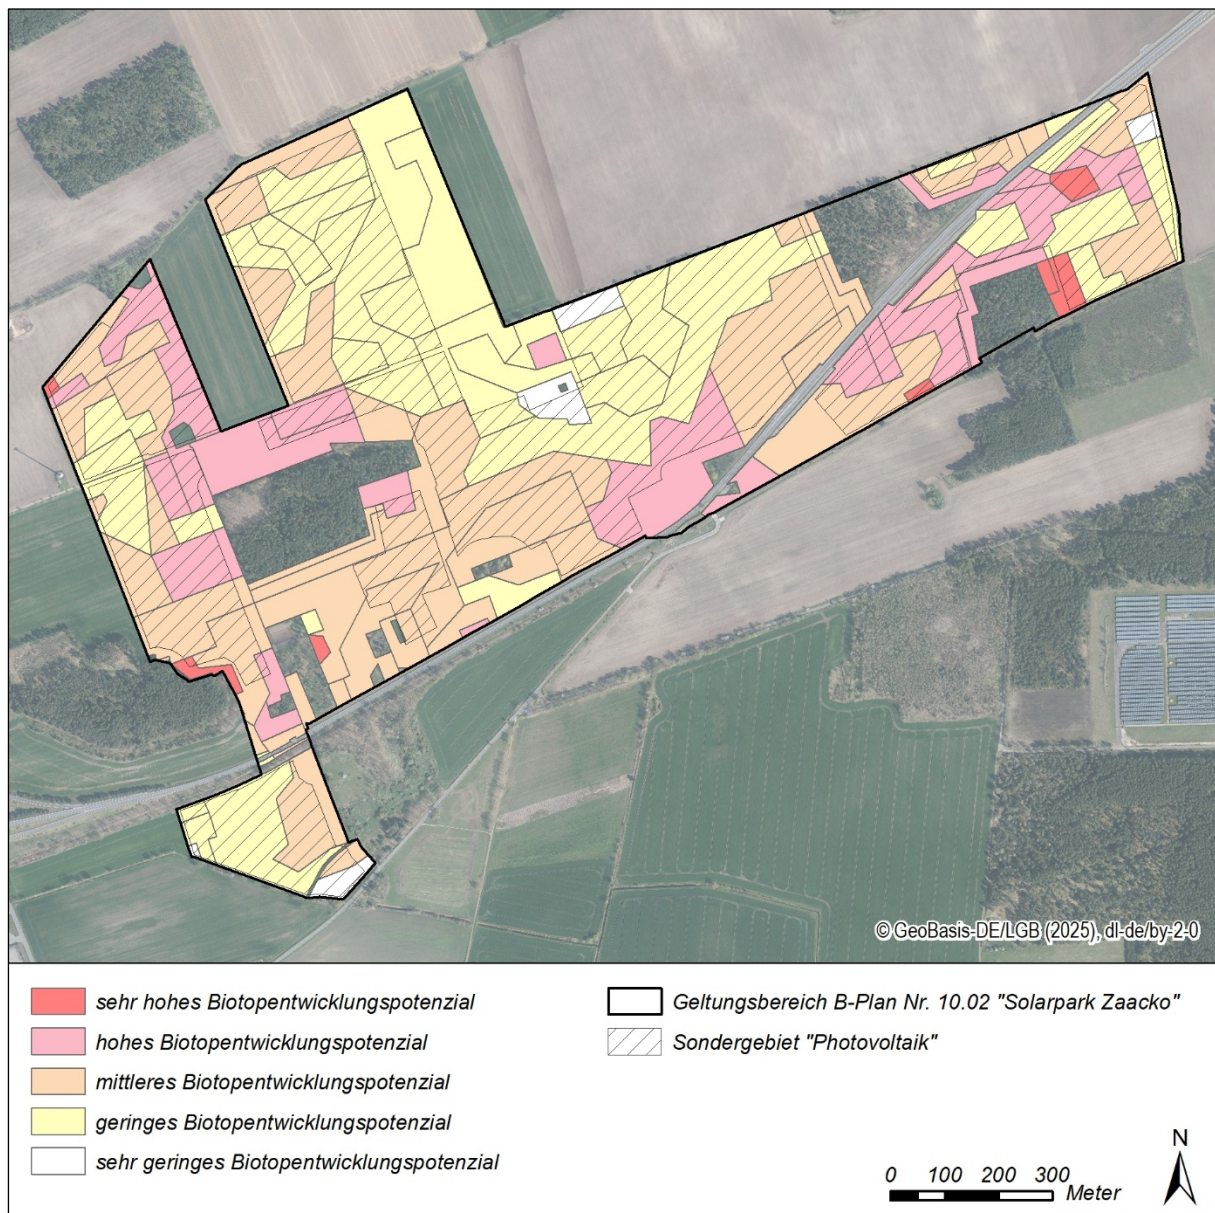 © GeoBasis-DE/LGB (2025), dl-de/by-2-0
sehr hohes Biotopentwicklungspotenzial
hohes Biotopentwicklungspotenzial
mittleres Biotopentwicklungspotenzial
geringes Biotopentwicklungspotenzial
sehr geringes Biotopentwicklungspotenzial
Geltungsbereich B-Plan Nr. 10.02 "Solarpark Zaacko"
Sondergebiet "Photovoltaik"
0 100 200 300
Meter
N